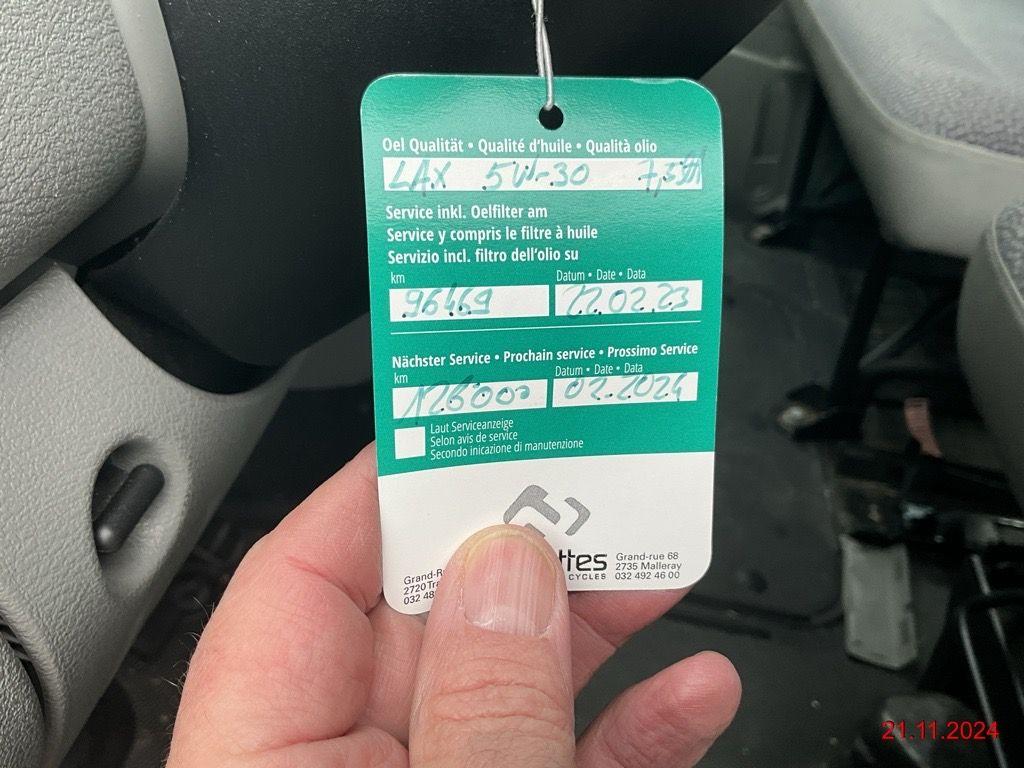 Oel Qualität • Qualité d'huile • Qualità olio
LAX 5W-30
Service inkl. Oelfilter am
Service y compris le filtre à huile
Servizio incl. filtro dell'olio su
km Datum • Date • Data
96469 22.02.23
Nächster Service • Prochain service • Prossimo Service
km Datum • Date • Data
126000 02.2024
Laut Serviceanzeige
Selon avis de service
Secondo inicazione di manutenzione
Grand-rue 68
2735 Malleray
CYCLES 032 492 46 00
2720
21.11.2024